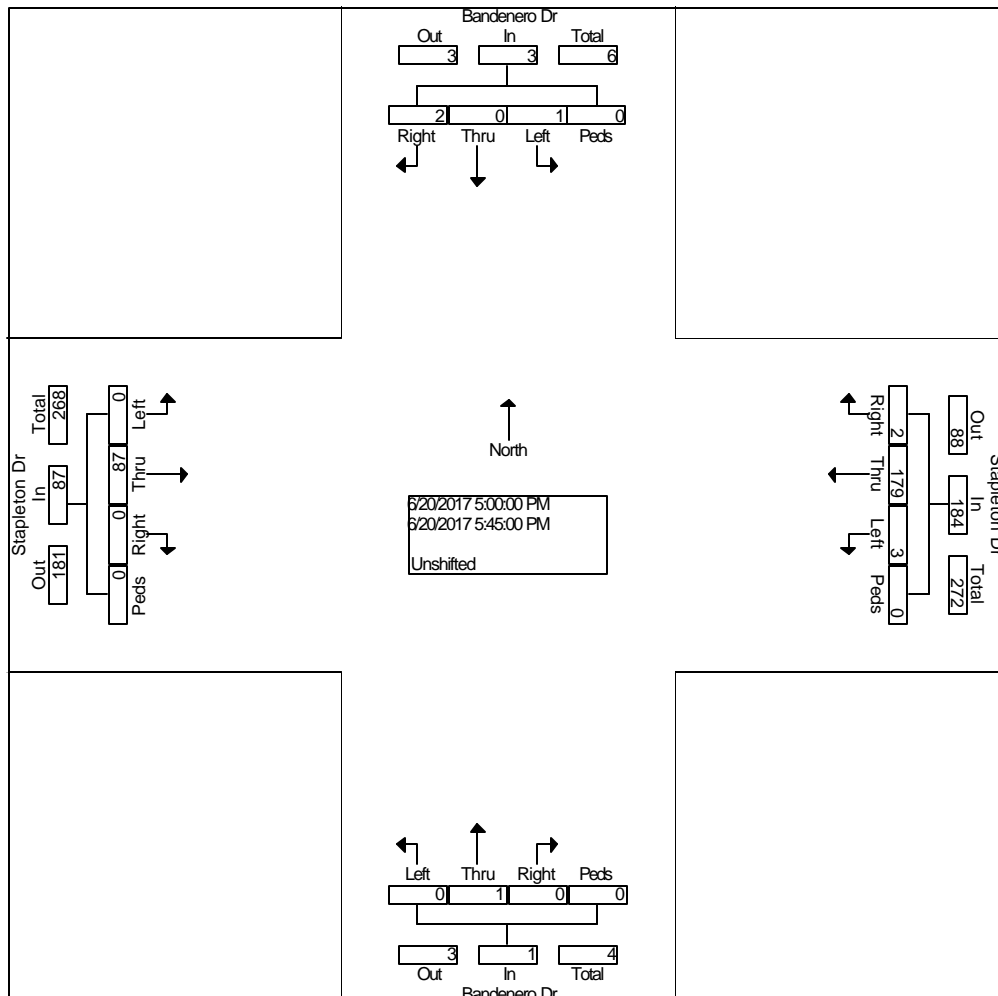 Bandenero Dr
Out In Total
3 3 6
2 0 1 0
Right Thru Left Peds
Stapleton Dr
Total In Out
268 87 181
0 87 0 0
Left Thru Right Peds
North
6/20/2017 5:00:00 PM
6/20/2017 5:45:00 PM
Unshifted
Right Thru Left Peds
2 179 3 0
Out In Total
88 184 272
Stapleton Dr
Left Thru Right Peds
0 1 0 0
3 1 4
Out In Total
Bandenero Dr